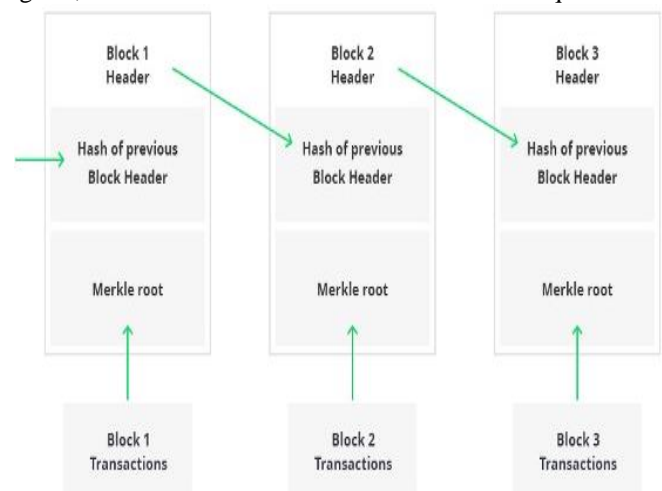 Block 1
Header
Block 2
Header
Block 3
Header
Hash of previous
Block Header
Hash of previous
Block Header
Hash of previous
Block Header
Merkle root
Merkle root
Merkle root
Block 1
Transactions
Block 2
Transactions
Block 3
Transactions